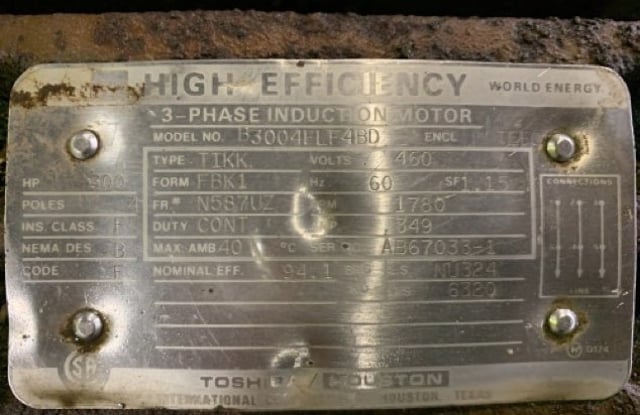 HIGH EFFICIENCY WORLD ENERGY
3-PHASE INDUCTION MOTOR
MODEL NO. B3004FLF4BD ENCL
TYPE TIKK VOLTS 460 CONNECTIONS
HP 300 FORM FBK1 Hz 60 SF 1.15
POLES 4 FR# N587UZ 1780
INS. CLASS F DUTY CONT. 349
NEMA DES B MAX. AMB 40 °C SER AB67033-1
CODE F NOMINAL EFF. 94.1 NU324
6320
LINE
TOSHIBA/HOUSTON
INTERNATIONAL HOUSTON, TEXAS